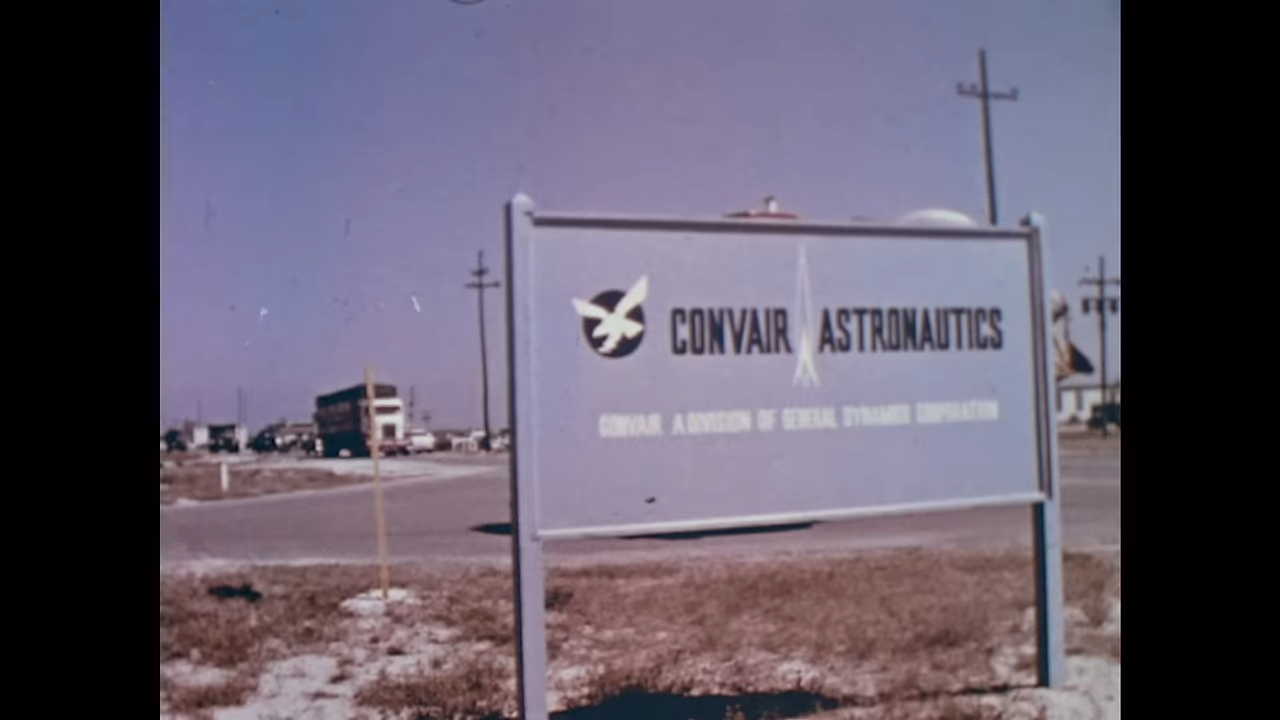 CONVAIR ASTRONAUTICS
CONVAIR A DIVISION OF GENERAL DYNAMICS CORPORATION